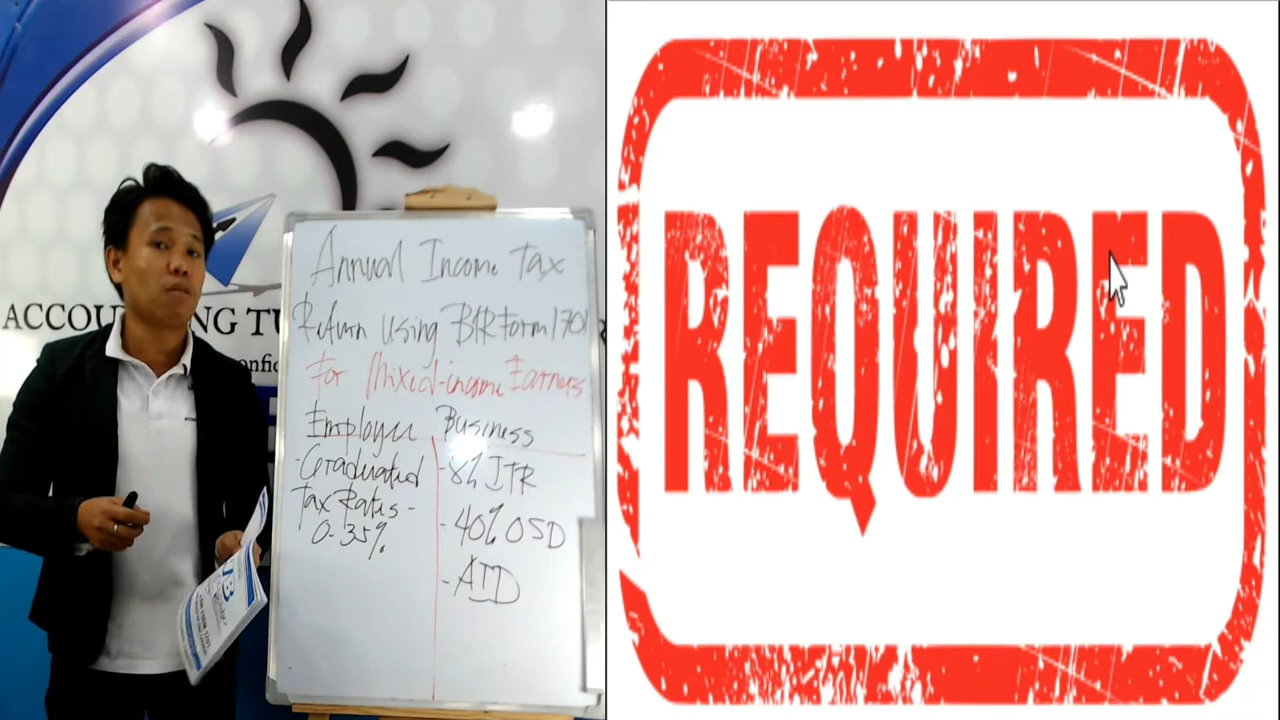 ACCOU NG TU
onfid
Annual Income Tax
Return Using BIR Form 1701
For Mixed-income Earners
Employee Business
- Graduated
Tax Rates -
0-35%
- 8% ITR
- 40% OSD
- AID
REQUIRED